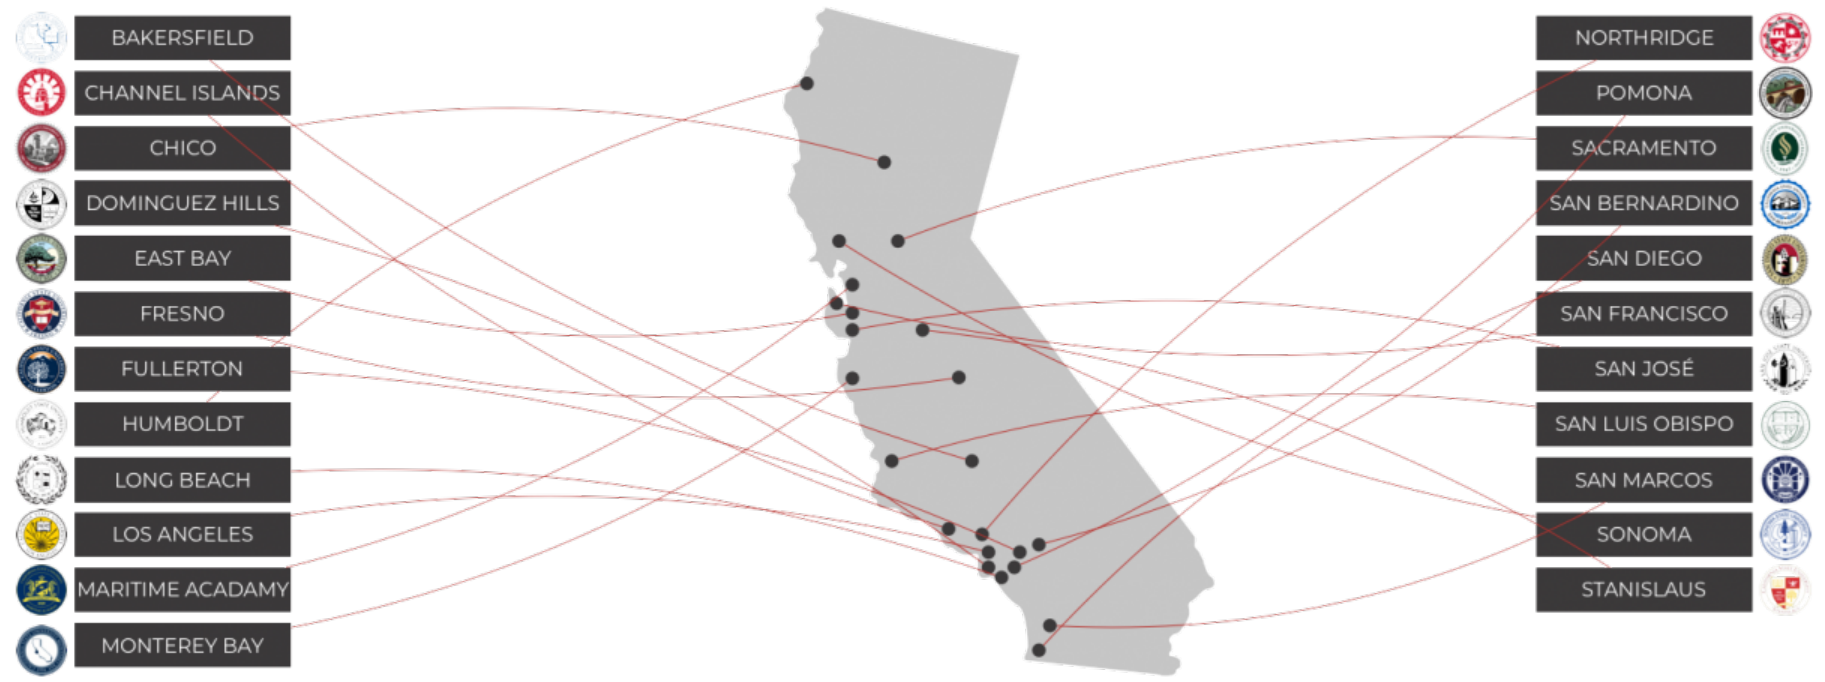 BAKERSFIELD
CHANNEL ISLANDS
CHICO
DOMINGUEZ HILLS
EAST BAY
FRESNO
FULLERTON
HUMBOLDT
LONG BEACH
LOS ANGELES
MARITIME ACADAMY
MONTEREY BAY
NORTHRIDGE
POMONA
SACRAMENTO
SAN BERNARDINO
SAN DIEGO
SAN FRANCISCO
SAN JOSÉ
SAN LUIS OBISPO
SAN MARCOS
SONOMA
STANISLAUS